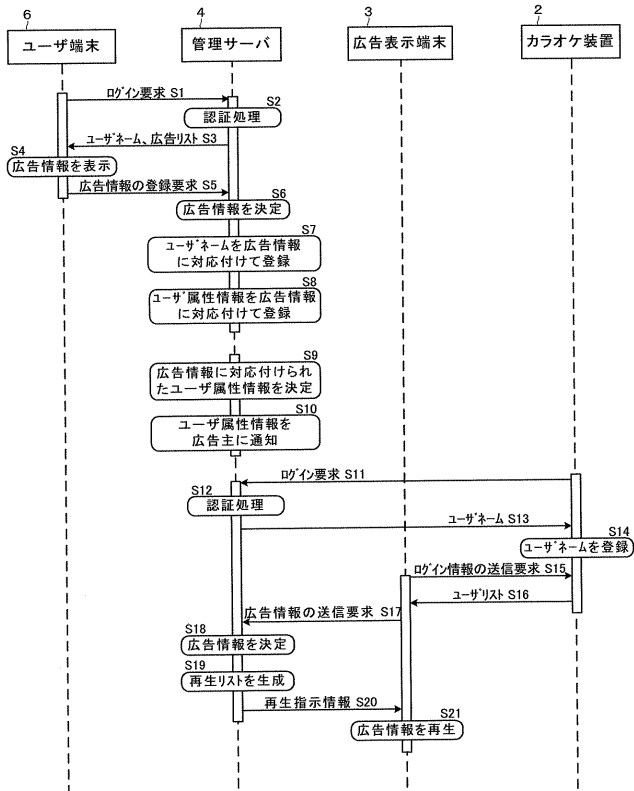 6
ユーザ端末
4
管理サーバ
3
広告表示端末
2
カラオケ装置
ログイン要求 S1
S2
認証処理
ユーザネーム、広告リスト S3
S4
広告情報を表示
広告情報の登録要求 S5
S6
広告情報を決定
S7
ユーザネームを広告情報
に対応付けて登録
S8
ユーザ属性情報を広告情報
に対応付けて登録
S9
広告情報に対応付けられ
たユーザ属性情報を決定
S10
ユーザ属性情報を
広告主に通知
ログイン要求 S11
S12
認証処理
ユーザネーム S13
S14
ユーザネームを登録
ログイン情報の送信要求 S15
ユーザリスト S16
広告情報の送信要求 S17
S18
広告情報を決定
S19
再生リストを生成
再生指示情報 S20
S21
広告情報を再生